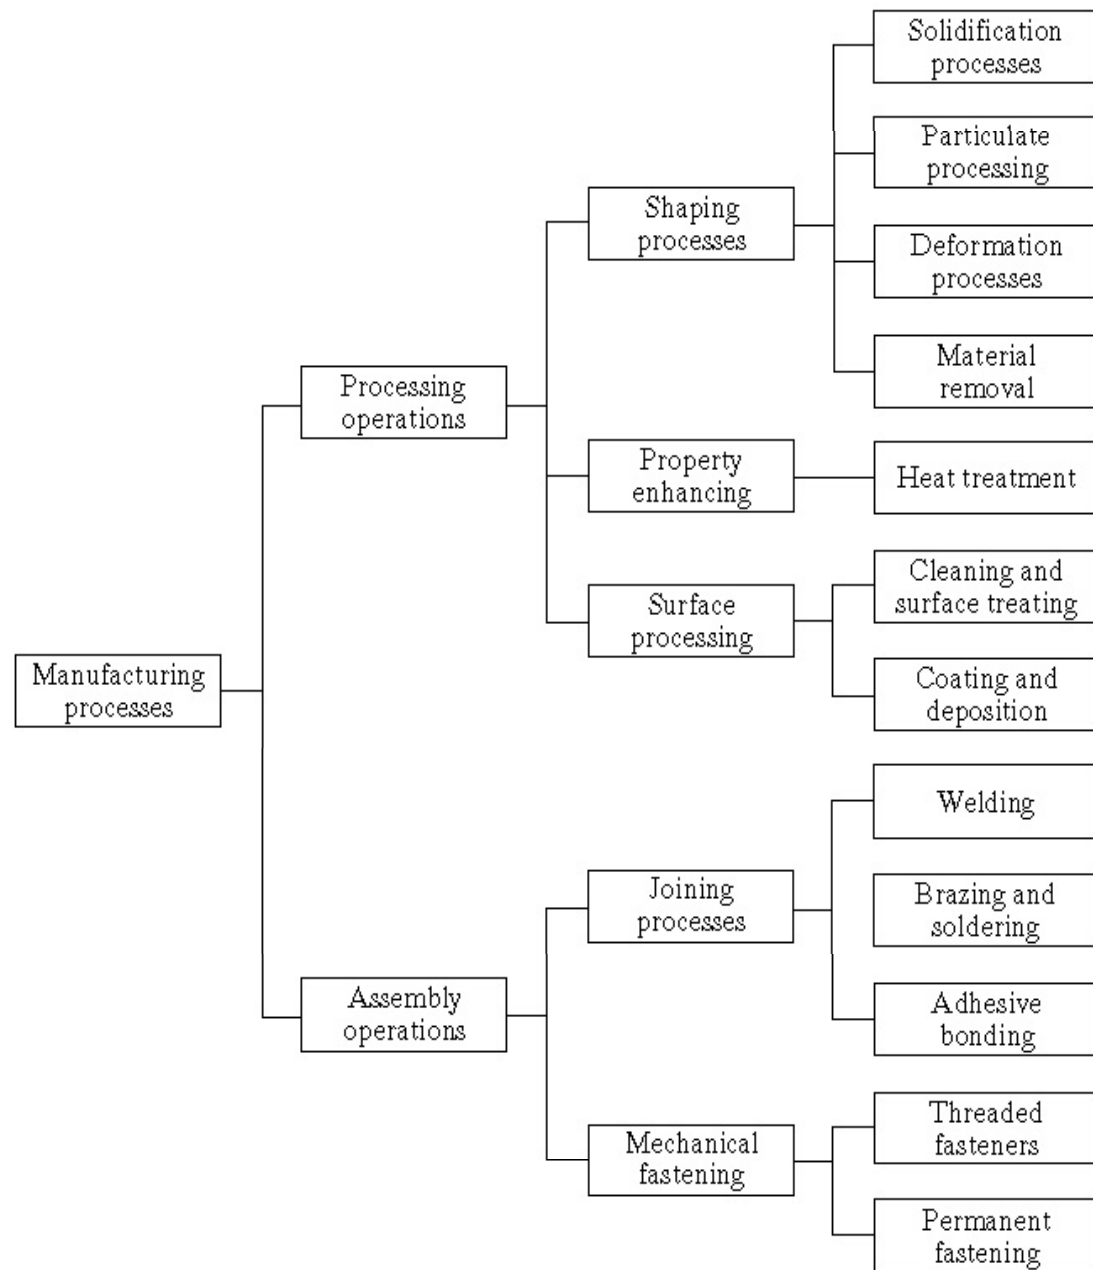 Solidification
processes
Particulate
processing
Shaping
processes
Deformation
processes
Material
removal
Processing
operations
Property
enhancing
Heat treatment
Cleaning and
surface treating
Surface
processing
Manufacturing
processes
Coating and
deposition
Welding
Joining
processes
Brazing and
soldering
Assembly
operations
Adhesive
bonding
Threaded
fasteners
Mechanical
fastening
Permanent
fastening